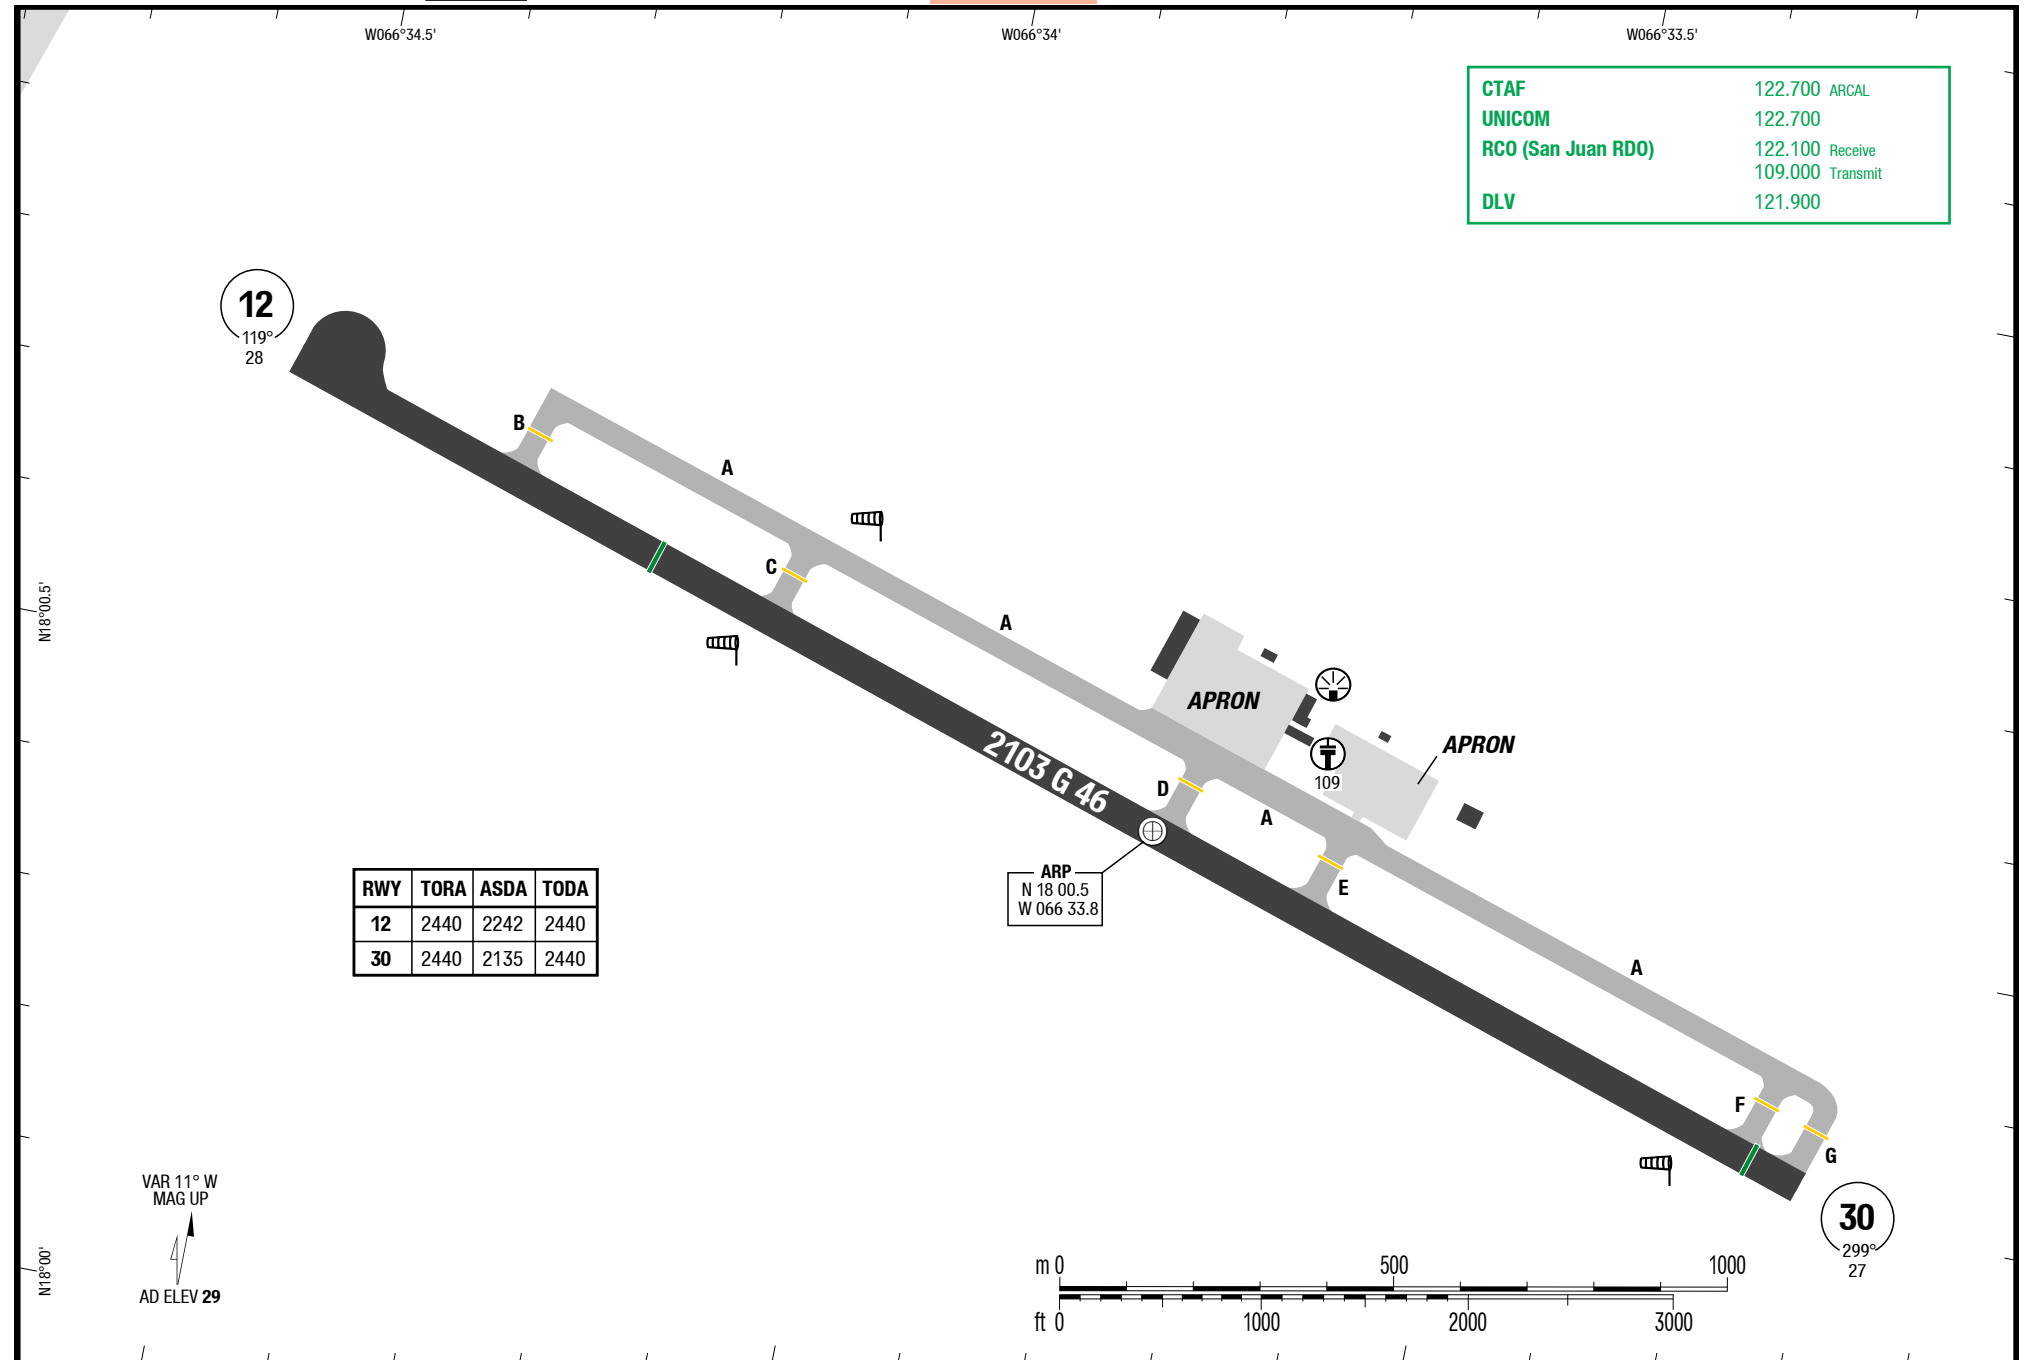 W066°34.5' W066°34' W066°33.5'
CTAF 122.700 ARCAL
UNICOM 122.700
RCO (San Juan RDO) 122.100 Receive
109.000 Transmit
DLV 121.900
12
119°
28
B
A
C
A
N18°00.5'
APRON
APRON
2103 G 46
D
109
A
E
ARP
N 18 00.5
W 066 33.8
RWY TORA ASDA TODA
12 2440 2242 2440
30 2440 2135 2440
A
F
G
30
299°
27
VAR 11° W
MAG UP
AD ELEV 29
N18°00'
m 0 500 1000
ft 0 1000 2000 3000